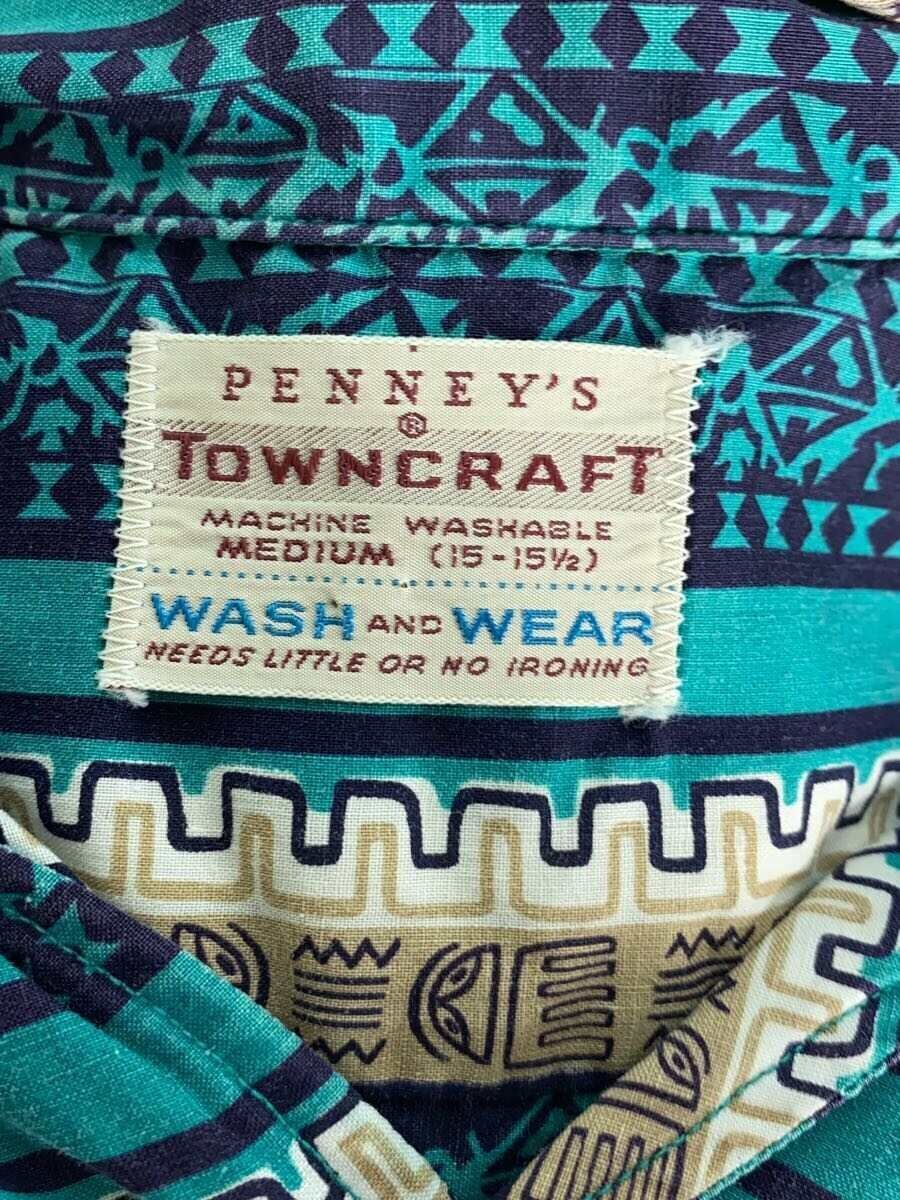 PENNEY'S
®
TOWNCRAFT
MACHINE WASHABLE
MEDIUM (15-15½)
WASH AND WEAR
NEEDS LITTLE OR NO IRONING